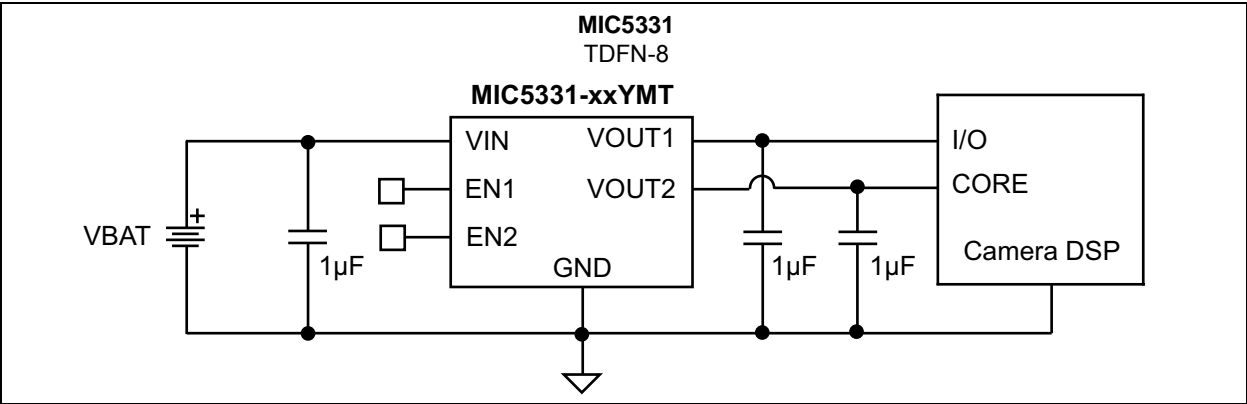 MIC5331
TDFN-8
MIC5331-xxYMT
VIN
VOUT1
I/O
EN1
VOUT2
CORE
EN2
VBAT
+
GND
Camera DSP
1µF
1µF
1µF